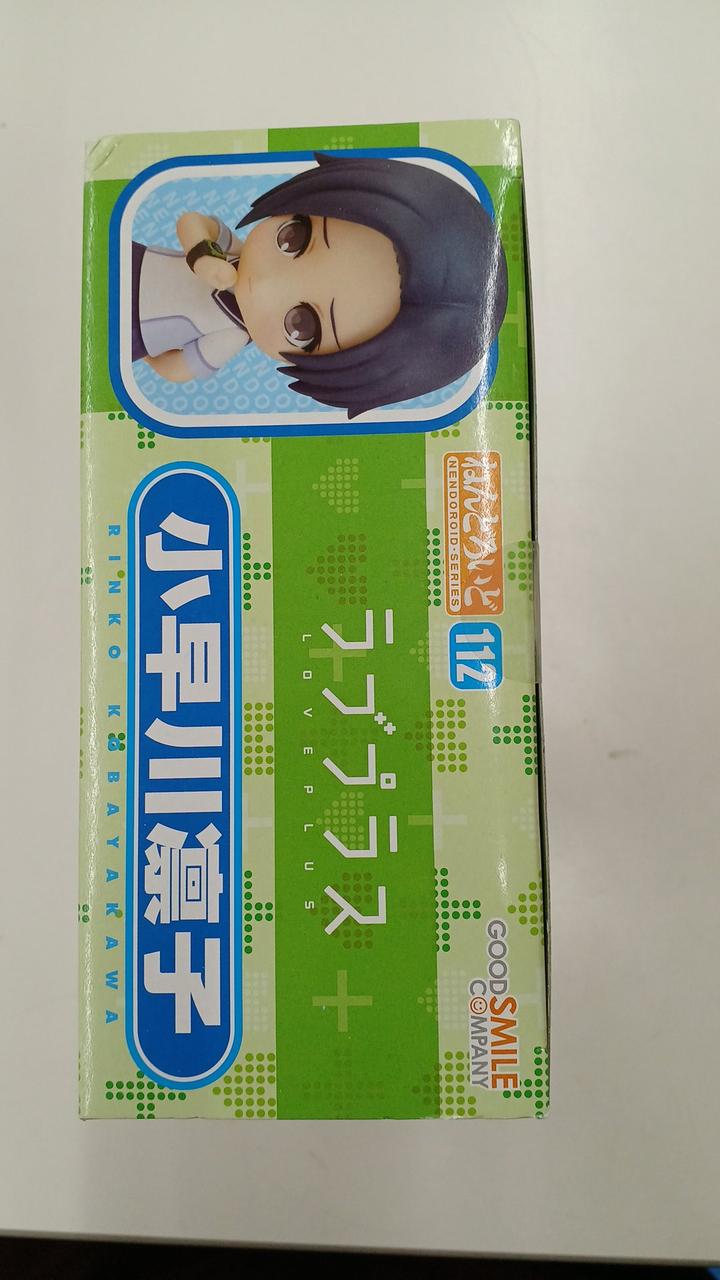 ねんどろいど
NENDOROID·SERIES
112
GOOD SMILE COMPANY
ラブプラス
LOVEPLUS
小早川凛子
RINKO KOBAYAKAWA